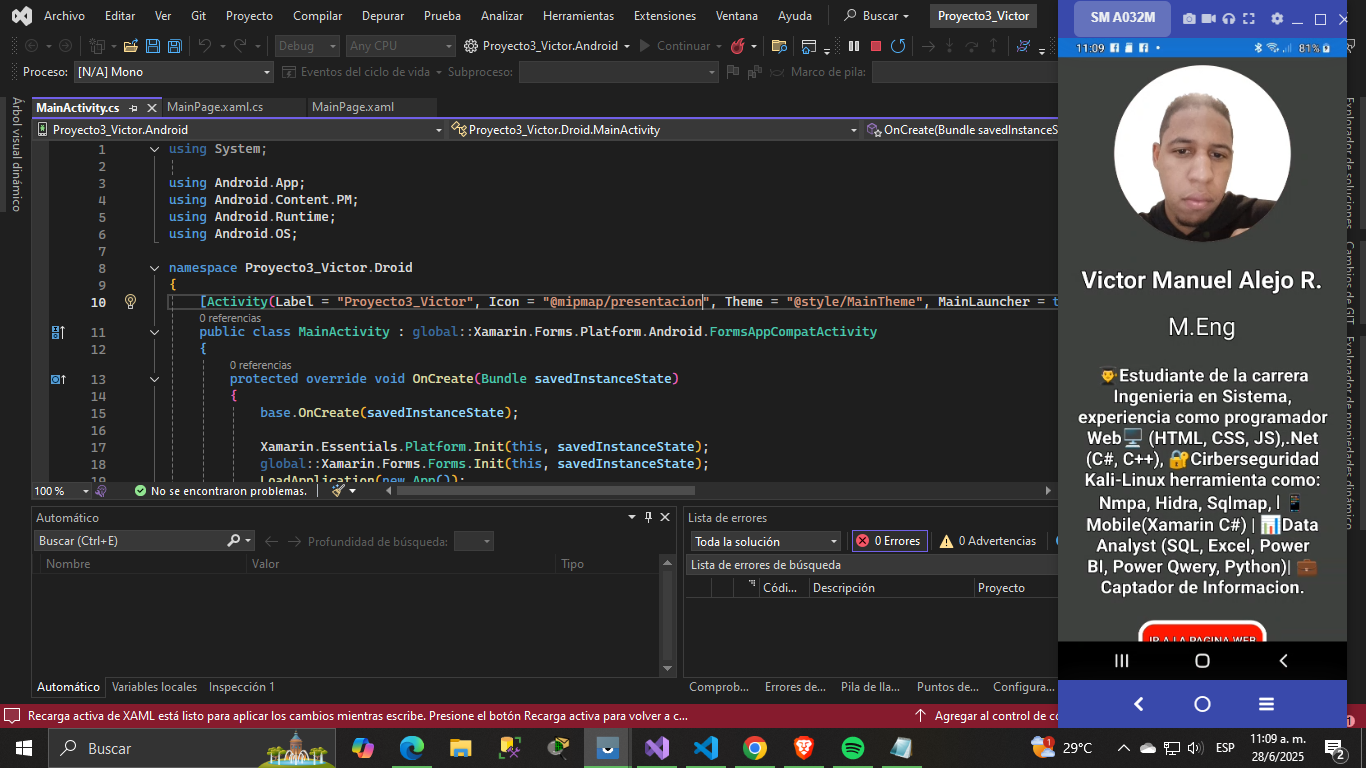 Archivo Editar Ver Git Proyecto Compilar Depurar Prueba Analizar Herramientas Extensiones Ventana Ayuda Buscar Proyecto3_Victor
Debug Any CPU Proyecto3_Victor.Android Continuar
Proceso: [N/A] Mono Eventos del ciclo de vida Subproceso: Marco de pila:
Árbol visual dinámico
MainActivity.cs MainPage.xaml.cs MainPage.xaml
Proyecto3_Victor.Android Proyecto3_Victor.Droid.MainActivity OnCreate(Bundle savedInstanceS
1 using System;
2
3 using Android.App;
4 using Android.Content.PM;
5 using Android.Runtime;
6 using Android.OS;
7
8 namespace Proyecto3_Victor.Droid
9 {
10 [Activity(Label = "Proyecto3_Victor", Icon = "@mipmap/presentacion", Theme = "@style/MainTheme", MainLauncher = t
0 referencias
11 public class MainActivity : global::Xamarin.Forms.Platform.Android.FormsAppCompatActivity
12 {
0 referencias
13 protected override void OnCreate(Bundle savedInstanceState)
14 {
15 base.OnCreate(savedInstanceState);
16
17 Xamarin.Essentials.Platform.Init(this, savedInstanceState);
18 global::Xamarin.Forms.Forms.Init(this, savedInstanceState);
19 LoadApplication(new App());
100 % No se encontraron problemas.
Automático
Buscar (Ctrl+E) Profundidad de búsqueda:
Nombre Valor Tipo
Automático Variables locales Inspección 1
Lista de errores
Toda la solución 0 Errores 0 Advertencias
Lista de errores de búsqueda
Códi... Descripción Proyecto
Comprob... Errores de... Pila de lla... Puntos de... Configura...
Recarga activa de XAML está listo para aplicar los cambios mientras escribe. Presione el botón Recarga activa para volver a c... Agregar al control de co
SM A032M
11:09 81%
Victor Manuel Alejo R.
M.Eng
👨‍🎓Estudiante de la carrera
Ingenieria en Sistema,
experiencia como programador
Web🖥️ (HTML, CSS, JS),.Net
(C#, C++), 🔐Cirberseguridad
Kali-Linux herramienta como:
Nmpa, Hidra, Sqlmap, | 📱
Mobile(Xamarin C#) | 📊Data
Analyst (SQL, Excel, Power
BI, Power Qwery, Python)| 💼
Captador de Informacion.
IR A LA PAGINA WEB
Explorador de soluciones
Cambios de GIT
Explorador de propiedades dinámico
Buscar
29°C ESP 11:09 a. m.
28/6/2025
2